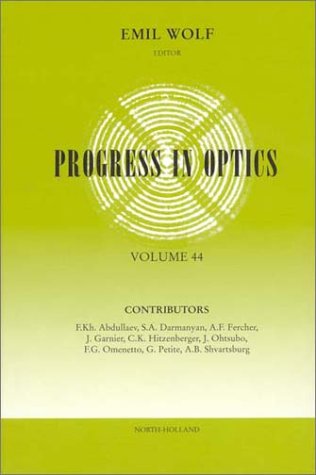 EMIL WOLF
EDITOR
PROGRESS IN OPTICS
VOLUME 44
CONTRIBUTORS
F.Kh. Abdullaev, S.A. Darmanyan, A.F. Fercher,
J. Garnier, C.K. Hitzenberger, J. Ohtsubo,
F.G. Omenetto, G. Petite, A.B. Shvartsburg
NORTH-HOLLAND